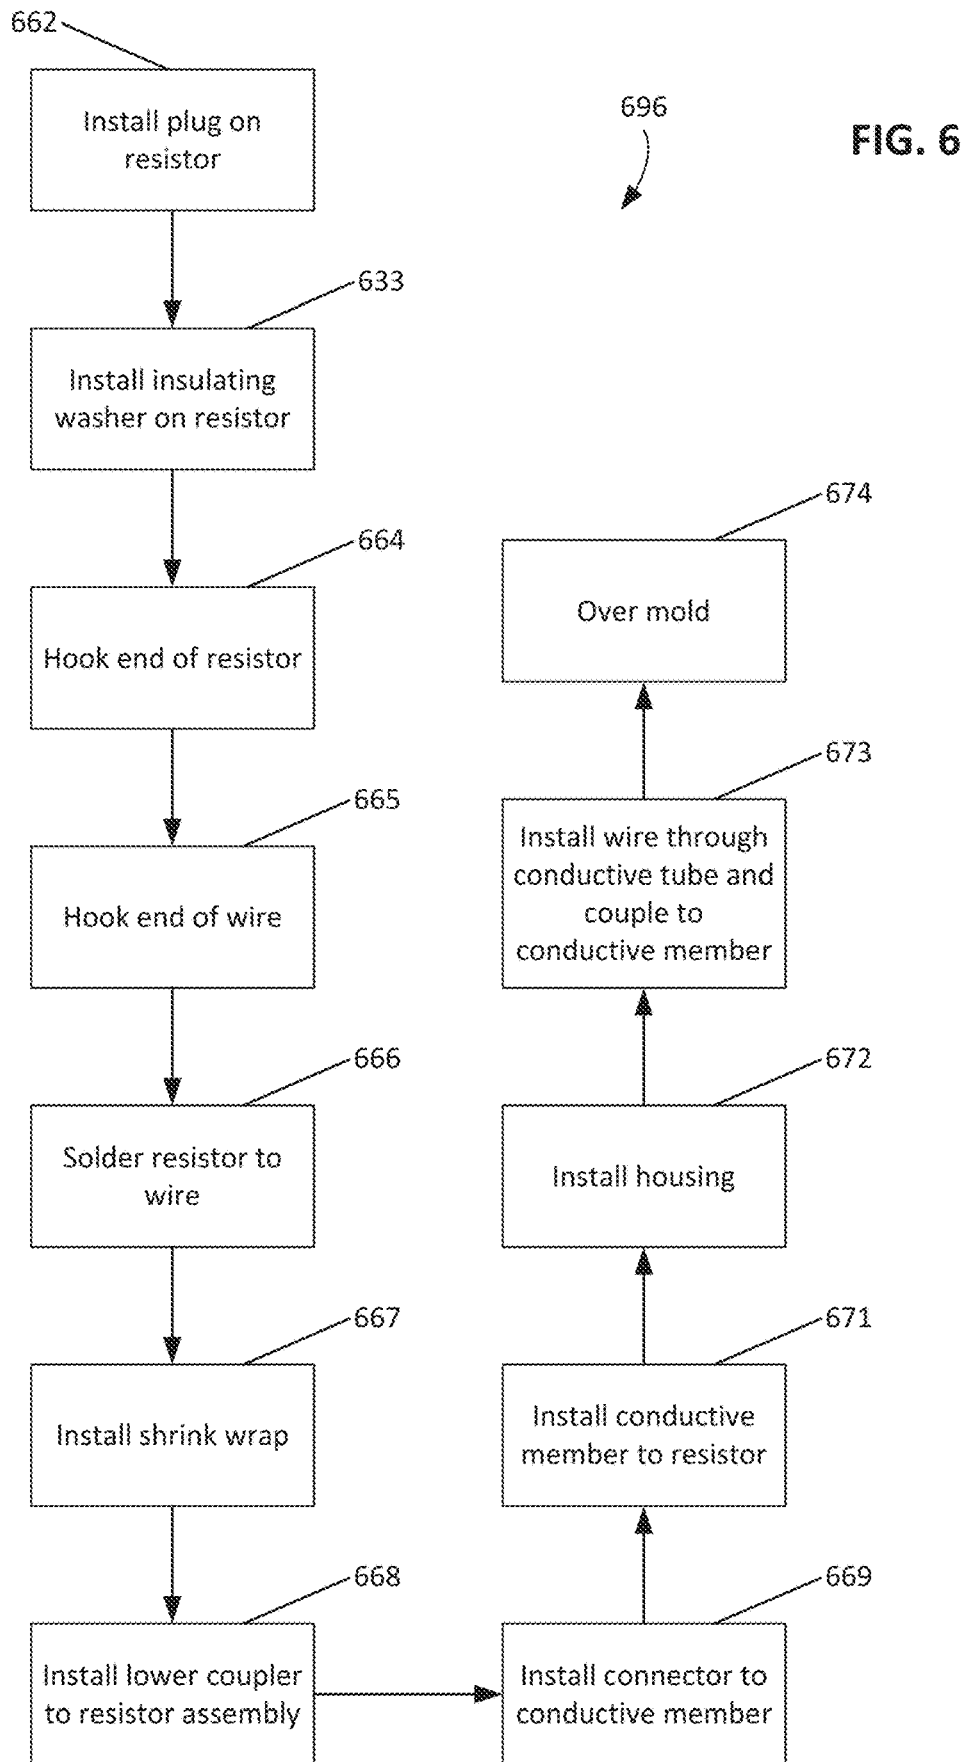 662
Install plug on
resistor
696
FIG. 6
633
Install insulating
washer on resistor
664
Hook end of resistor
665
Hook end of wire
666
Solder resistor to
wire
667
Install shrink wrap
668
Install lower coupler
to resistor assembly
669
Install connector to
conductive member
671
Install conductive
member to resistor
672
Install housing
673
Install wire through
conductive tube and
couple to
conductive member
674
Over mold